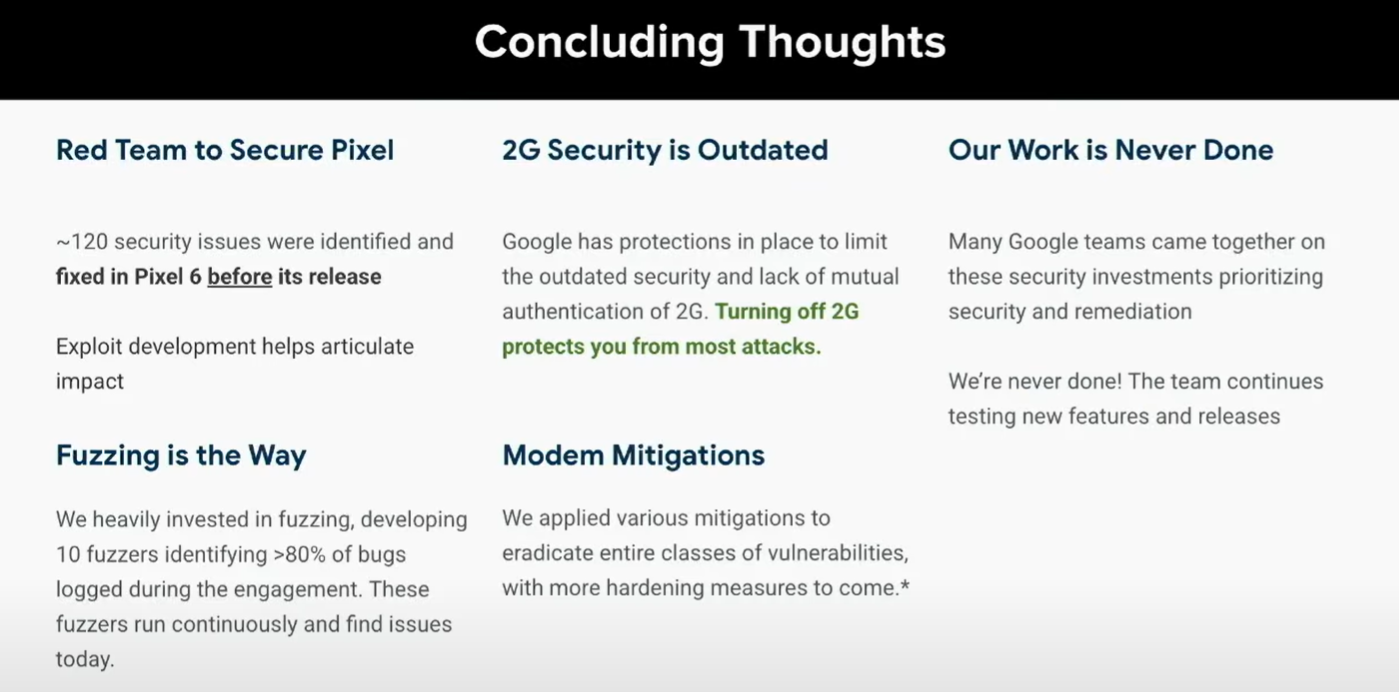 Concluding Thoughts
Red Team to Secure Pixel
~120 security issues were identified and
fixed in Pixel 6 before its release
Exploit development helps articulate
impact
Fuzzing is the Way
We heavily invested in fuzzing, developing
10 fuzzers identifying >80% of bugs
logged during the engagement. These
fuzzers run continuously and find issues
today.
2G Security is Outdated
Google has protections in place to limit
the outdated security and lack of mutual
authentication of 2G. Turning off 2G
protects you from most attacks.
Modem Mitigations
We applied various mitigations to
eradicate entire classes of vulnerabilities,
with more hardening measures to come.*
Our Work is Never Done
Many Google teams came together on
these security investments prioritizing
security and remediation
We’re never done! The team continues
testing new features and releases